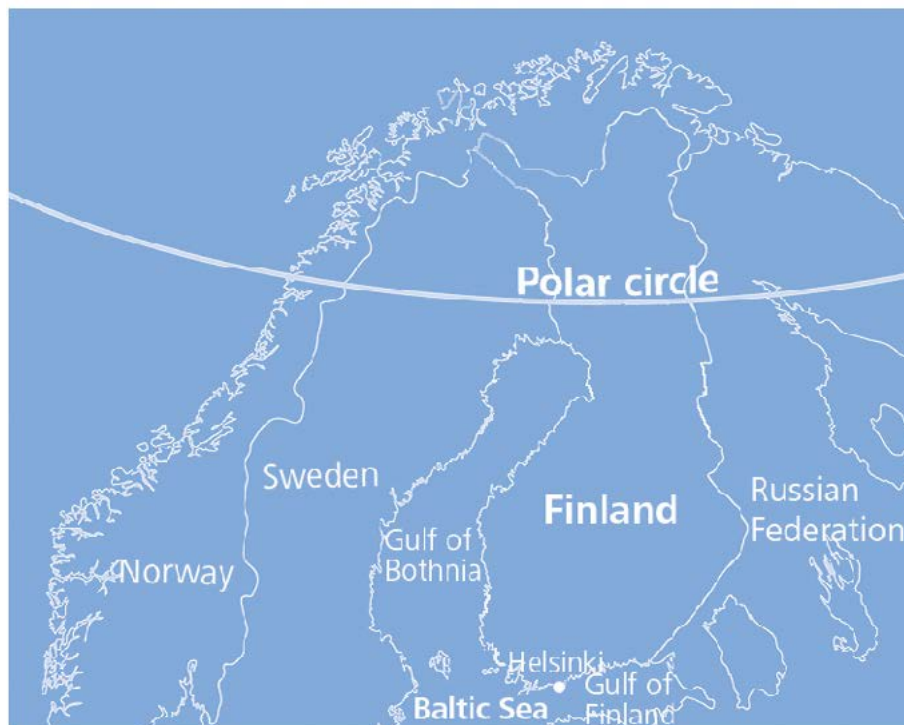 Polar circle
Sweden
Finland
Russian
Federation
Gulf of
Bothnia
Norway
Helsinki
Gulf of
Finland
Baltic Sea